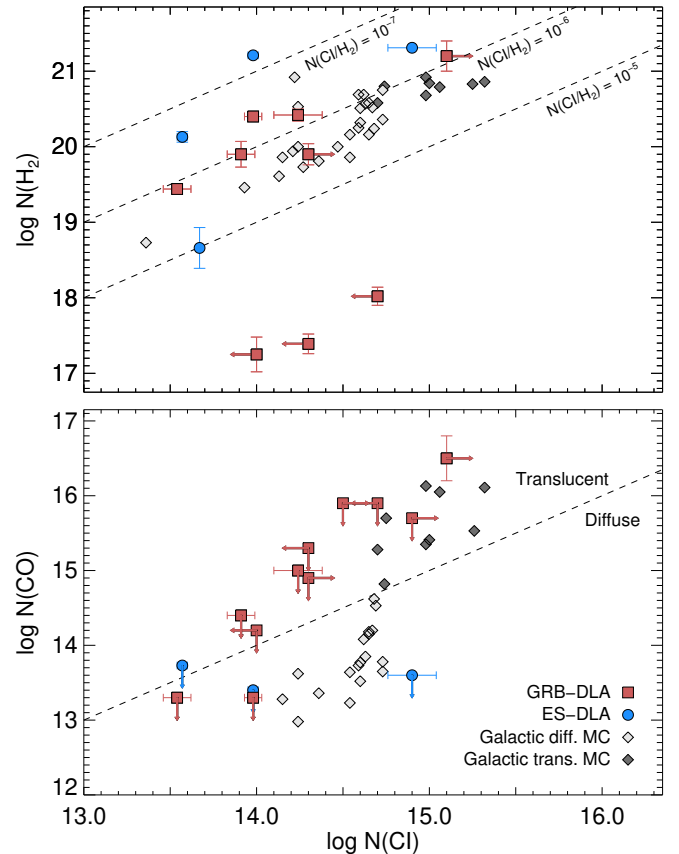 21
20
19
18
17
log N(H₂)
N(CI/H₂) = 10⁻⁷
N(CI/H₂) = 10⁻⁶
N(CI/H₂) = 10⁻⁵
17
16
15
14
13
12
log N(CO)
Translucent
Diffuse
GRB−DLA
ES−DLA
Galactic diff. MC
Galactic trans. MC
13.0 14.0 15.0 16.0
log N(CI)